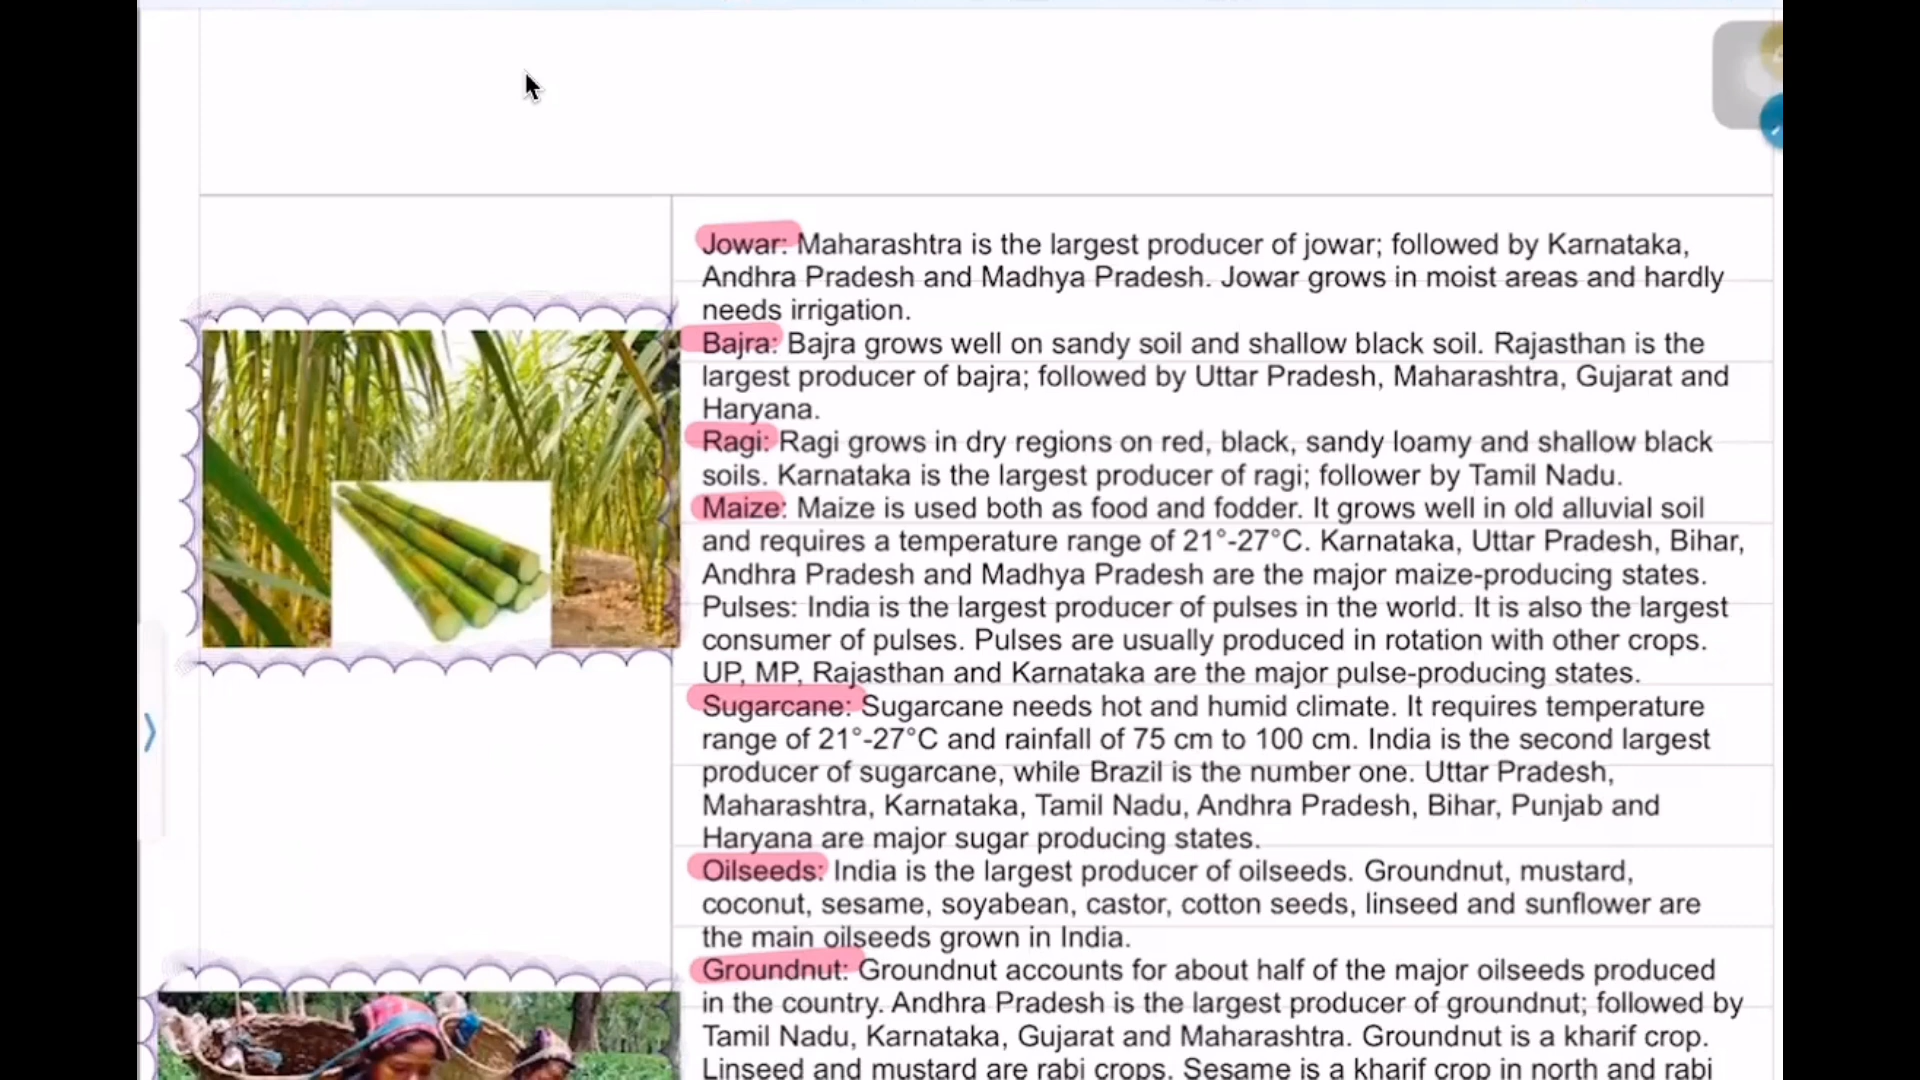 Jowar: Maharashtra is the largest producer of jowar; followed by Karnataka,
Andhra Pradesh and Madhya Pradesh. Jowar grows in moist areas and hardly
needs irrigation.
Bajra: Bajra grows well on sandy soil and shallow black soil. Rajasthan is the
largest producer of bajra; followed by Uttar Pradesh, Maharashtra, Gujarat and
Haryana.
Ragi: Ragi grows in dry regions on red, black, sandy loamy and shallow black
soils. Karnataka is the largest producer of ragi; follower by Tamil Nadu.
Maize: Maize is used both as food and fodder. It grows well in old alluvial soil
and requires a temperature range of 21°-27°C. Karnataka, Uttar Pradesh, Bihar,
Andhra Pradesh and Madhya Pradesh are the major maize-producing states.
Pulses: India is the largest producer of pulses in the world. It is also the largest
consumer of pulses. Pulses are usually produced in rotation with other crops.
UP, MP, Rajasthan and Karnataka are the major pulse-producing states.
Sugarcane: Sugarcane needs hot and humid climate. It requires temperature
range of 21°-27°C and rainfall of 75 cm to 100 cm. India is the second largest
producer of sugarcane, while Brazil is the number one. Uttar Pradesh,
Maharashtra, Karnataka, Tamil Nadu, Andhra Pradesh, Bihar, Punjab and
Haryana are major sugar producing states.
Oilseeds: India is the largest producer of oilseeds. Groundnut, mustard,
coconut, sesame, soyabean, castor, cotton seeds, linseed and sunflower are
the main oilseeds grown in India.
Groundnut: Groundnut accounts for about half of the major oilseeds produced
in the country. Andhra Pradesh is the largest producer of groundnut; followed by
Tamil Nadu, Karnataka, Gujarat and Maharashtra. Groundnut is a kharif crop.
Linseed and mustard are rabi crops. Sesame is a kharif crop in north and rabi